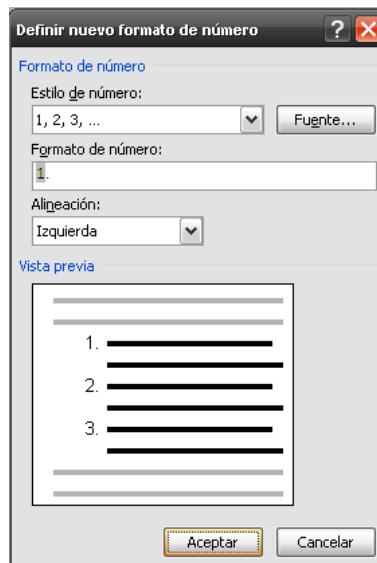 Definir nuevo formato de número
Formato de número
Estilo de número:
1, 2, 3, ...
Fuente...
Formato de número:
1.
Alineación:
Izquierda
Vista previa
1.
2.
3.
Aceptar Cancelar